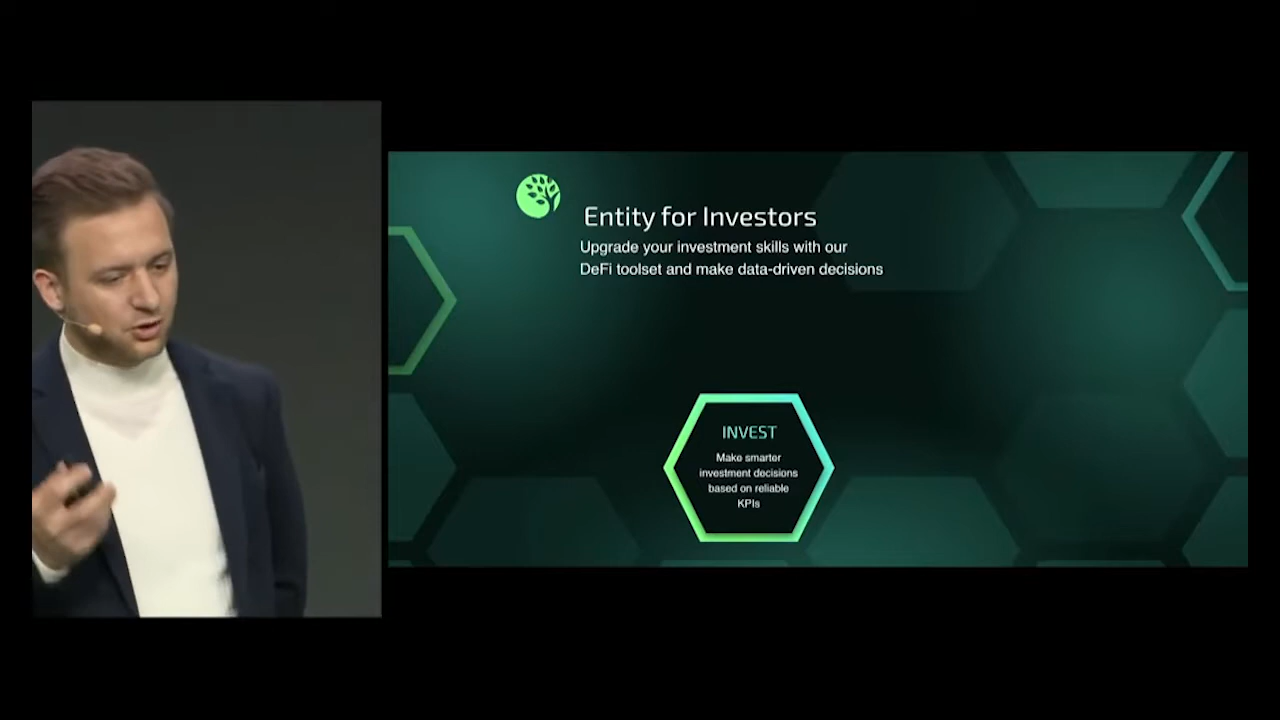 Entity for Investors
Upgrade your investment skills with our
DeFi toolset and make data-driven decisions
INVEST
Make smarter
investment decisions
based on reliable
KPIs